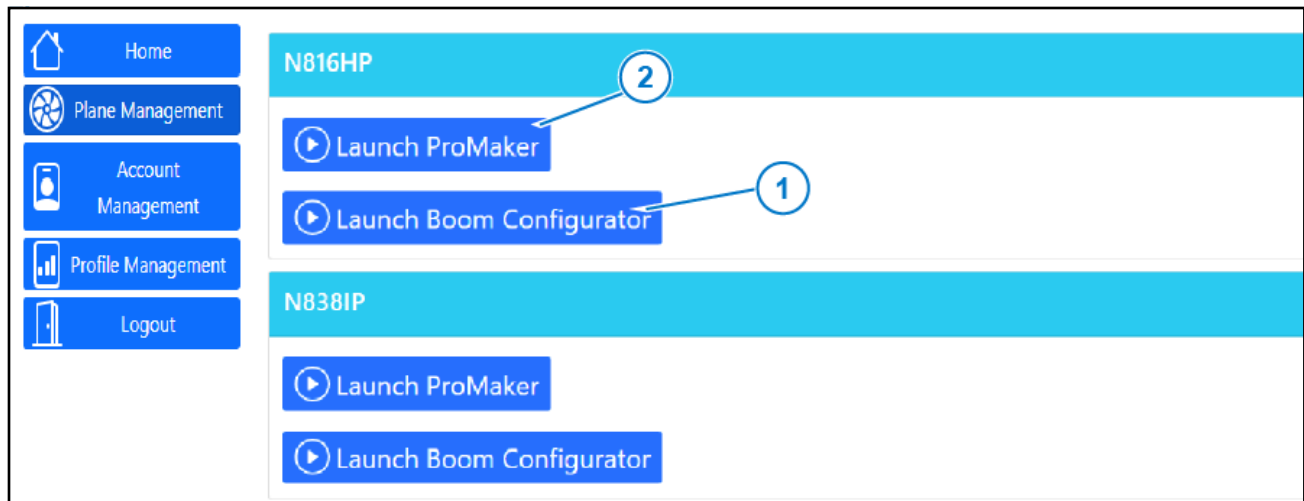 Home
Plane Management
Account
Management
Profile Management
Logout
N816HP
2
Launch ProMaker
1
Launch Boom Configurator
N838IP
Launch ProMaker
Launch Boom Configurator